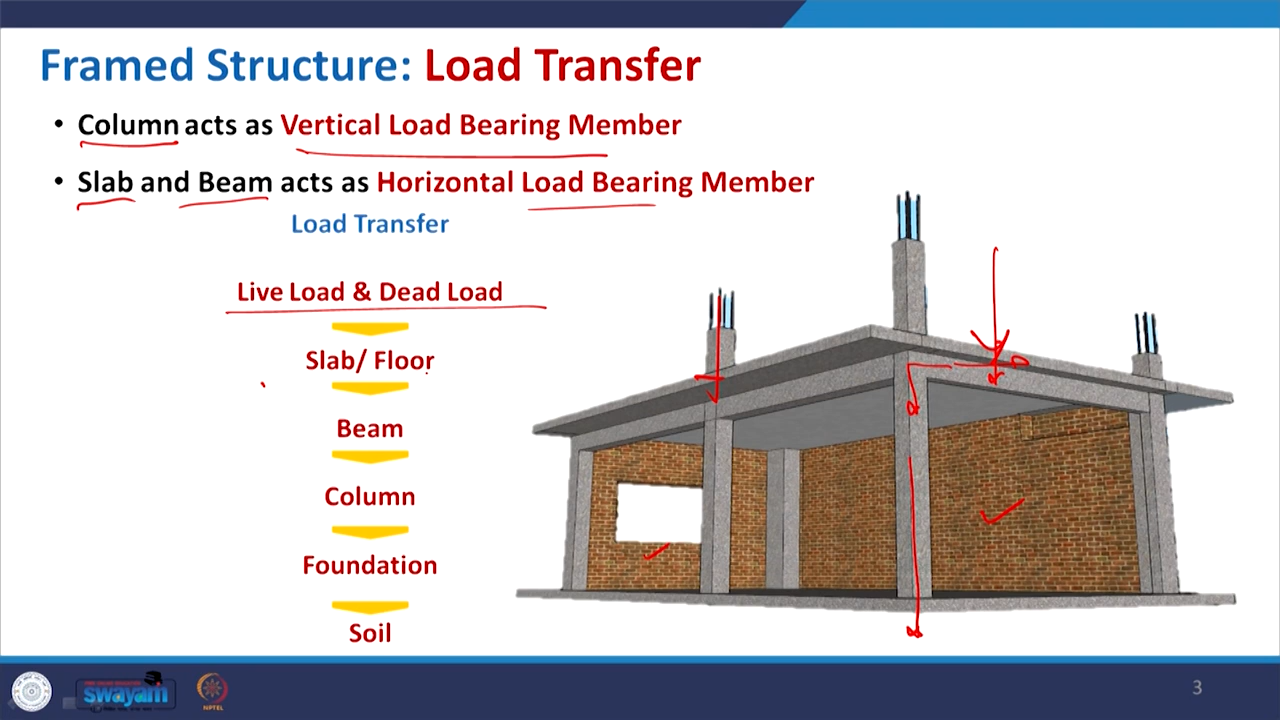 Framed Structure: Load Transfer
• Column acts as Vertical Load Bearing Member
• Slab and Beam acts as Horizontal Load Bearing Member
Load Transfer
Live Load & Dead Load
Slab/ Floor
Beam
Column
Foundation
Soil
swayam
NPTEL
3